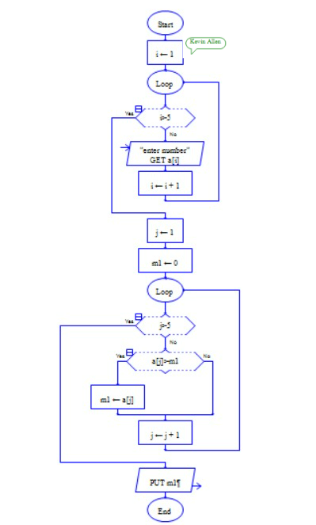 Start
Kevin Allen
i ← 1
Loop
Yes
i>5
No
"enter number"
GET a[i]
i ← i + 1
j ← 1
m1 ← 0
Loop
Yes
j>5
No
Yes
a[j]>m1
No
m1 ← a[j]
j ← j + 1
PUT m1¶
End